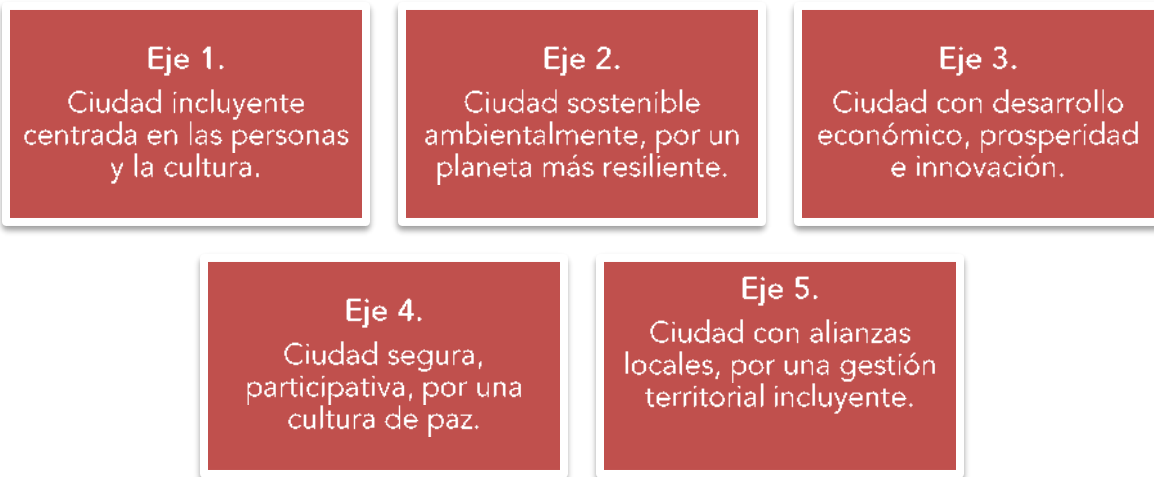 Eje 1.
Ciudad incluyente
centrada en las personas
y la cultura.
Eje 2.
Ciudad sostenible
ambientalmente, por un
planeta más resiliente.
Eje 3.
Ciudad con desarrollo
económico, prosperidad
e innovación.
Eje 4.
Ciudad segura,
participativa, por una
cultura de paz.
Eje 5.
Ciudad con alianzas
locales, por una gestión
territorial incluyente.